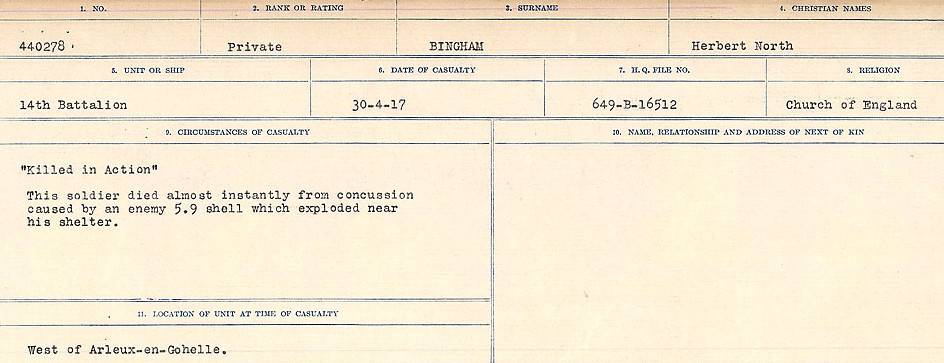 1. NO. 2. RANK OR RATING 3. SURNAME 4. CHRISTIAN NAMES
440278 Private BINGHAM Herbert North
5. UNIT OR SHIP 6. DATE OF CASUALTY 7. H. Q. FILE NO. 8. RELIGION
14th Battalion 30-4-17 649-B-16512 Church of England
9. CIRCUMSTANCES OF CASUALTY 10. NAME, RELATIONSHIP AND ADDRESS OF NEXT OF KIN
"Killed in Action"
This soldier died almost instantly from concussion
caused by an enemy 5.9 shell which exploded near
his shelter.
11. LOCATION OF UNIT AT TIME OF CASUALTY
West of Arleux-en-Gohelle.